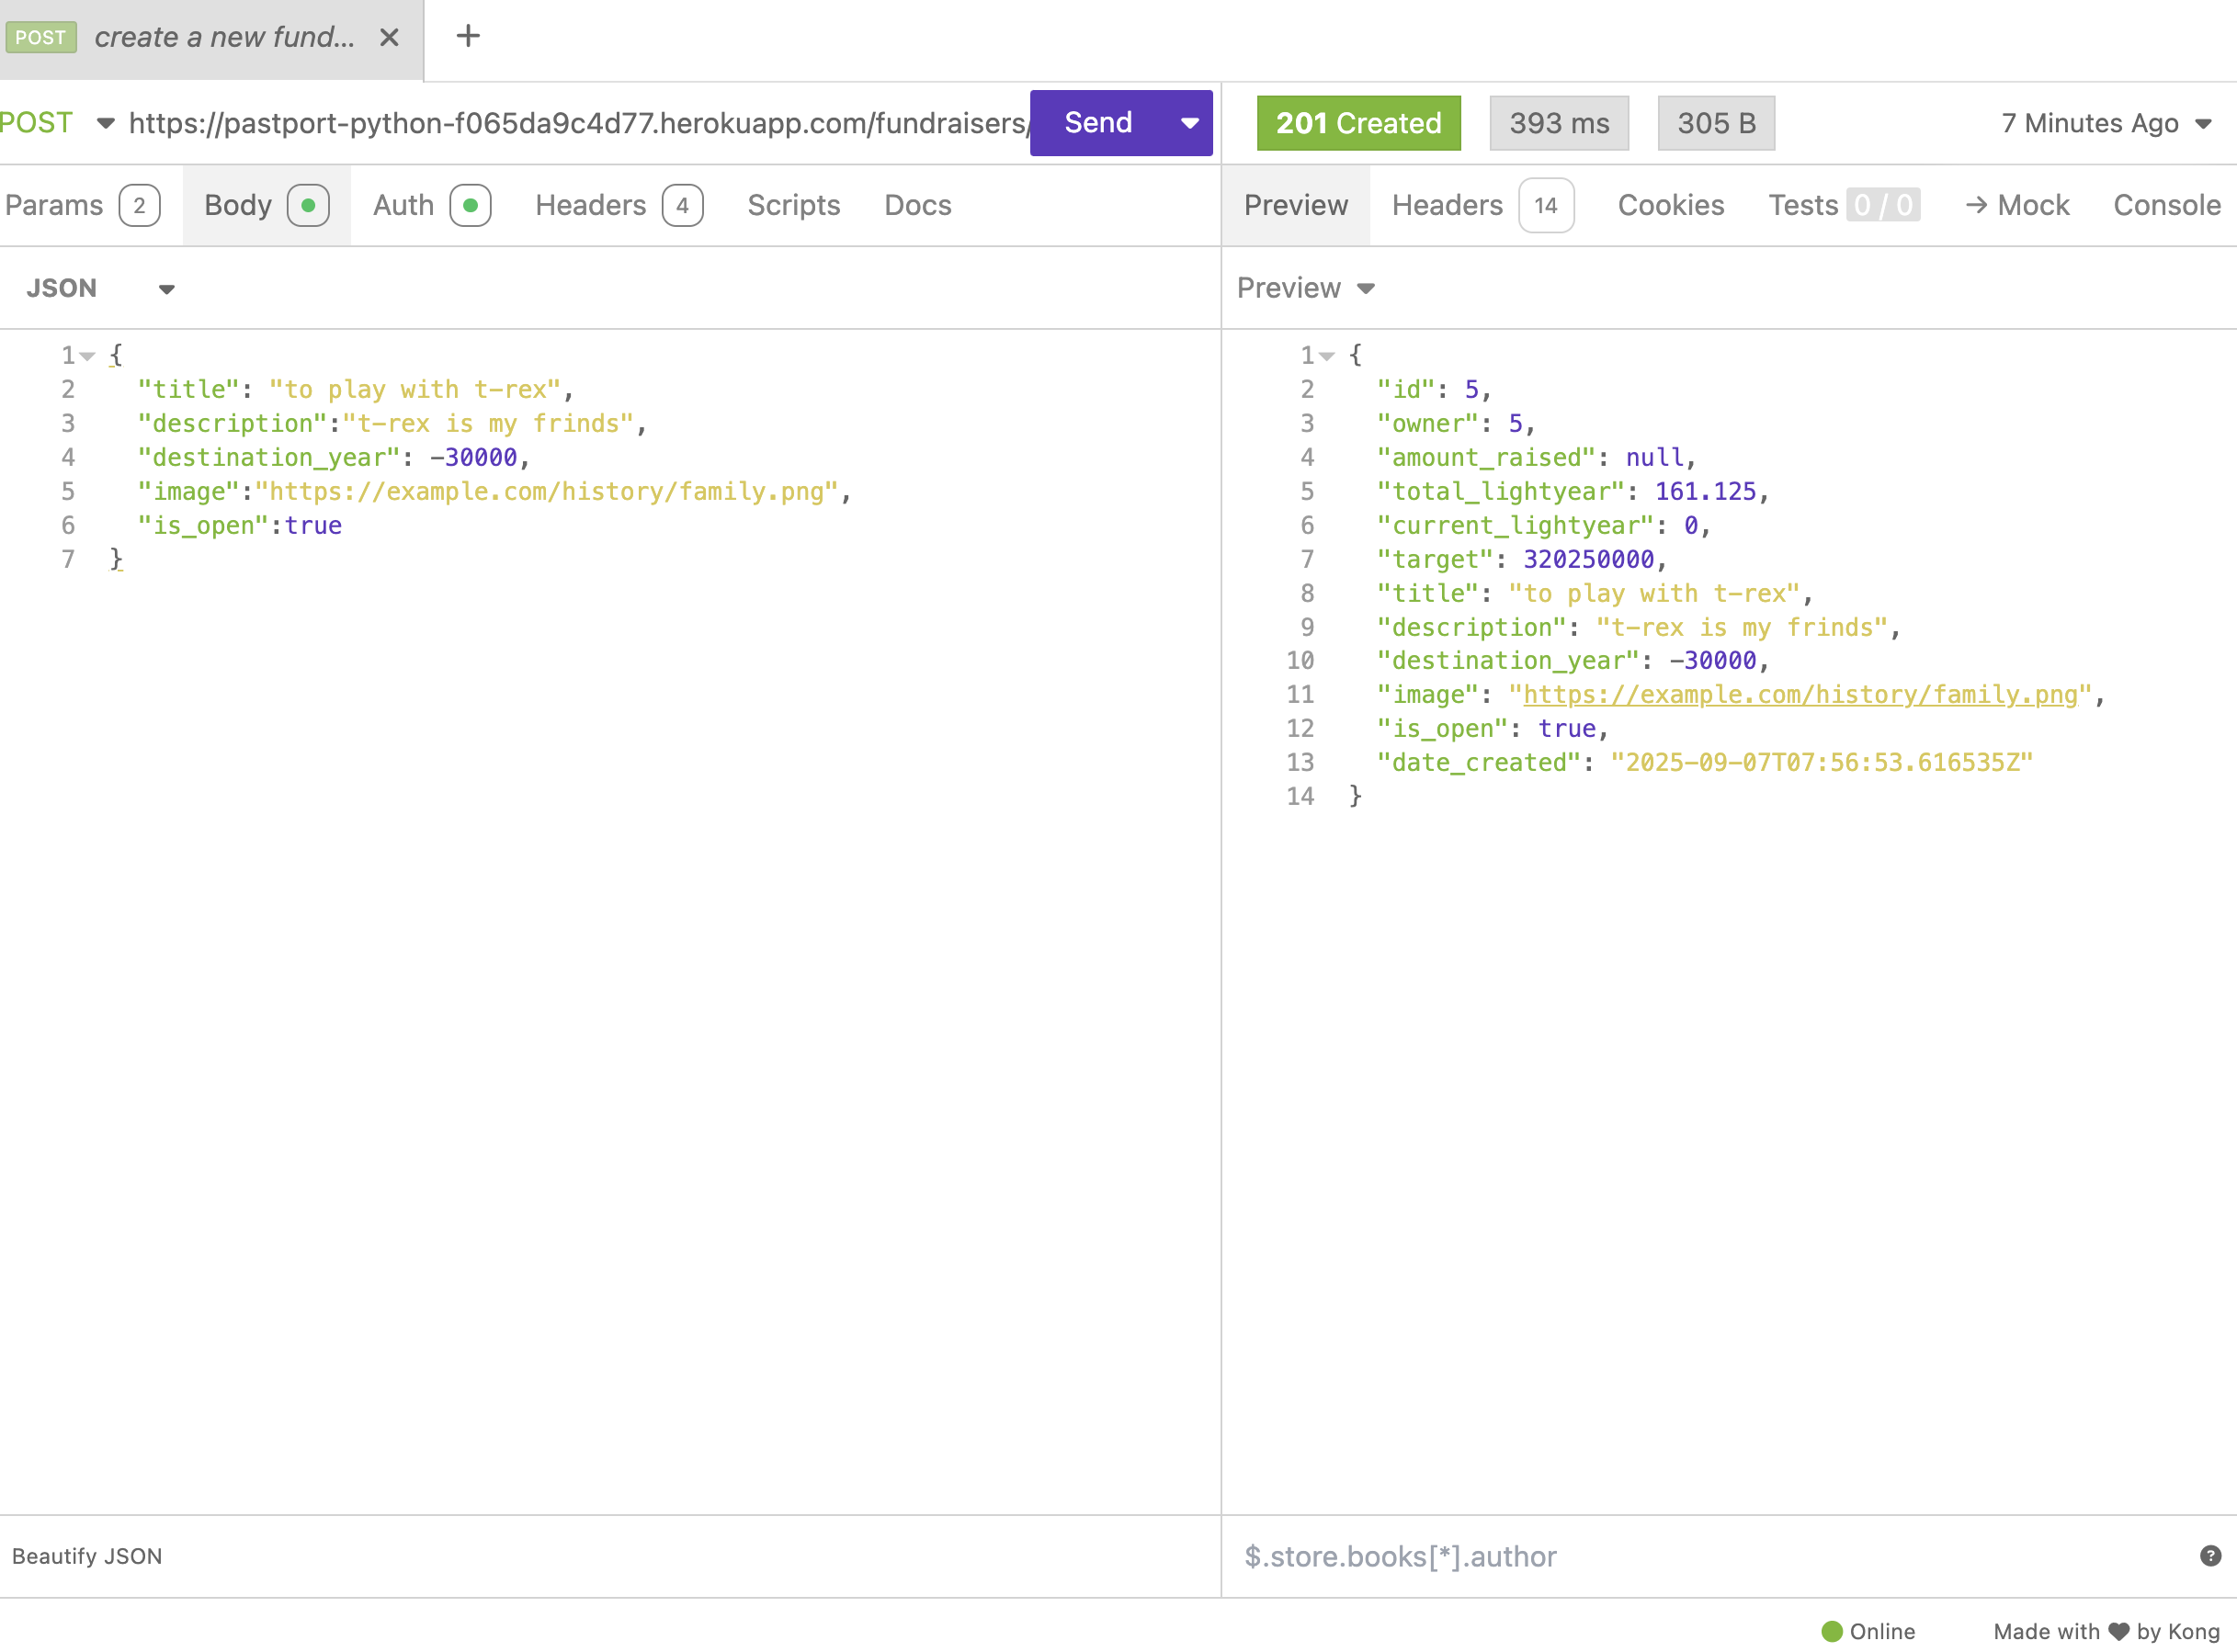 POST create a new fund...
POST https://pastport-python-f065da9c4d77.herokuapp.com/fundraisers/ Send
201 Created 393 ms 305 B 7 Minutes Ago
Params 2 Body Auth Headers 4 Scripts Docs
Preview Headers 14 Cookies Tests 0 / 0 → Mock Console
JSON
Preview
1 {
2 "title": "to play with t-rex",
3 "description":"t-rex is my frinds",
4 "destination_year": -30000,
5 "image":"https://example.com/history/family.png",
6 "is_open":true
7 }
1 {
2 "id": 5,
3 "owner": 5,
4 "amount_raised": null,
5 "total_lightyear": 161.125,
6 "current_lightyear": 0,
7 "target": 320250000,
8 "title": "to play with t-rex",
9 "description": "t-rex is my frinds",
10 "destination_year": -30000,
11 "image": "https://example.com/history/family.png",
12 "is_open": true,
13 "date_created": "2025-09-07T07:56:53.616535Z"
14 }
Beautify JSON
$.store.books[*].author
?
Online Made with ♥ by Kong